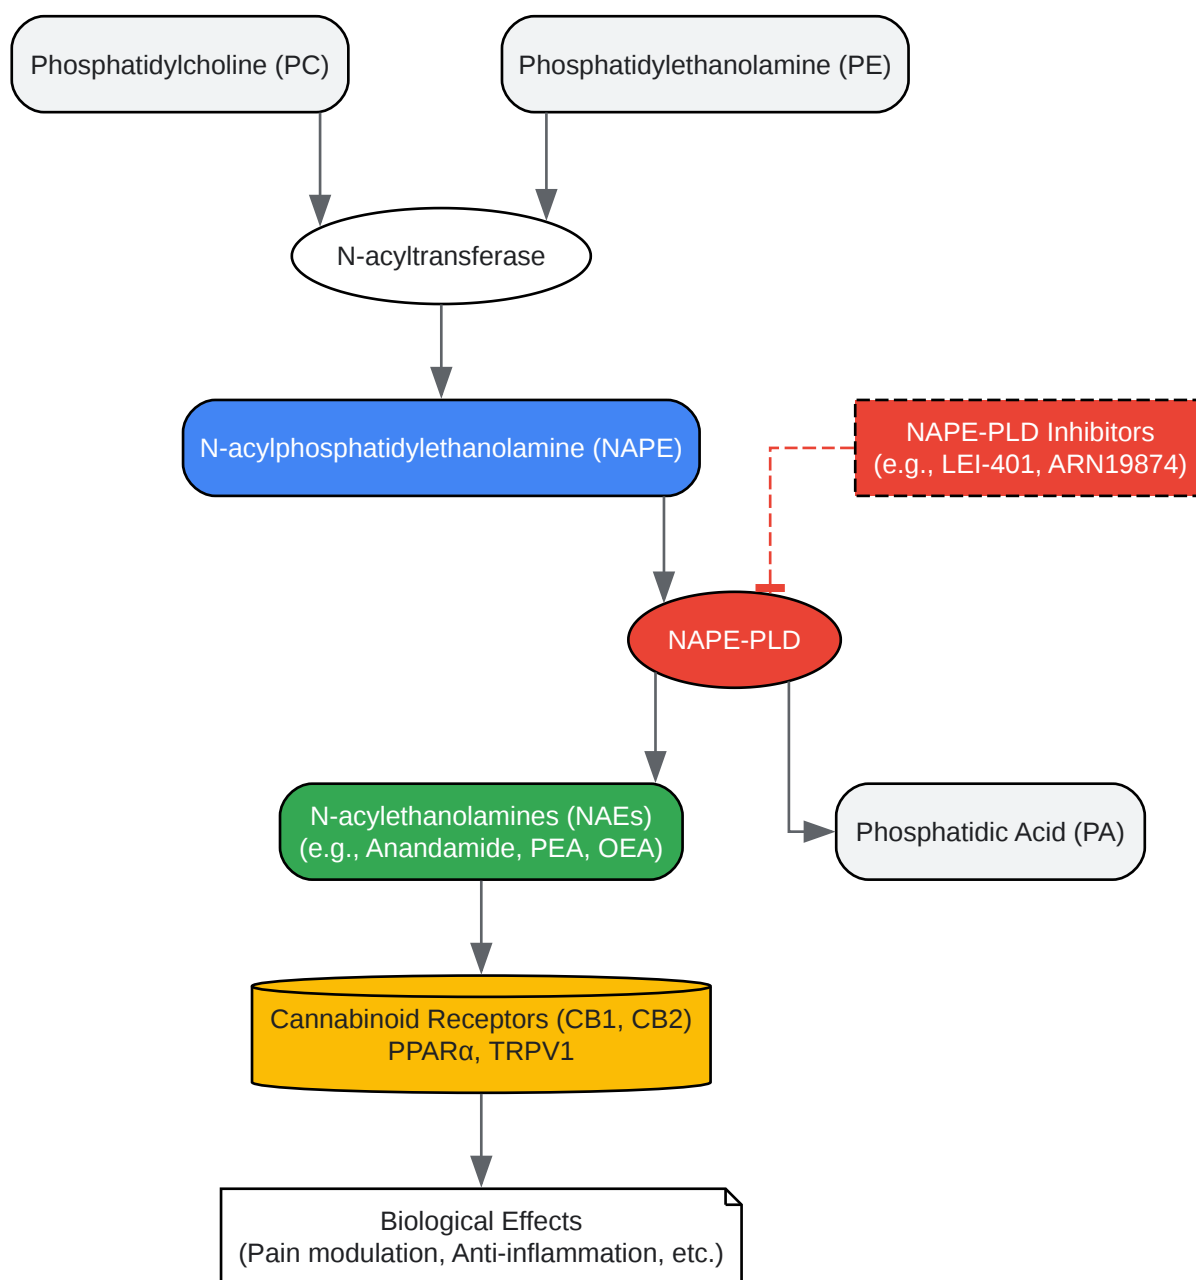 Phosphatidylcholine (PC)
Phosphatidylethanolamine (PE)
N-acyltransferase
N-acylphosphatidylethanolamine (NAPE)
NAPE-PLD Inhibitors
(e.g., LEI-401, ARN19874)
NAPE-PLD
N-acylethanolamines (NAEs)
(e.g., Anandamide, PEA, OEA)
Phosphatidic Acid (PA)
Cannabinoid Receptors (CB1, CB2)
PPARα, TRPV1
Biological Effects
(Pain modulation, Anti-inflammation, etc.)